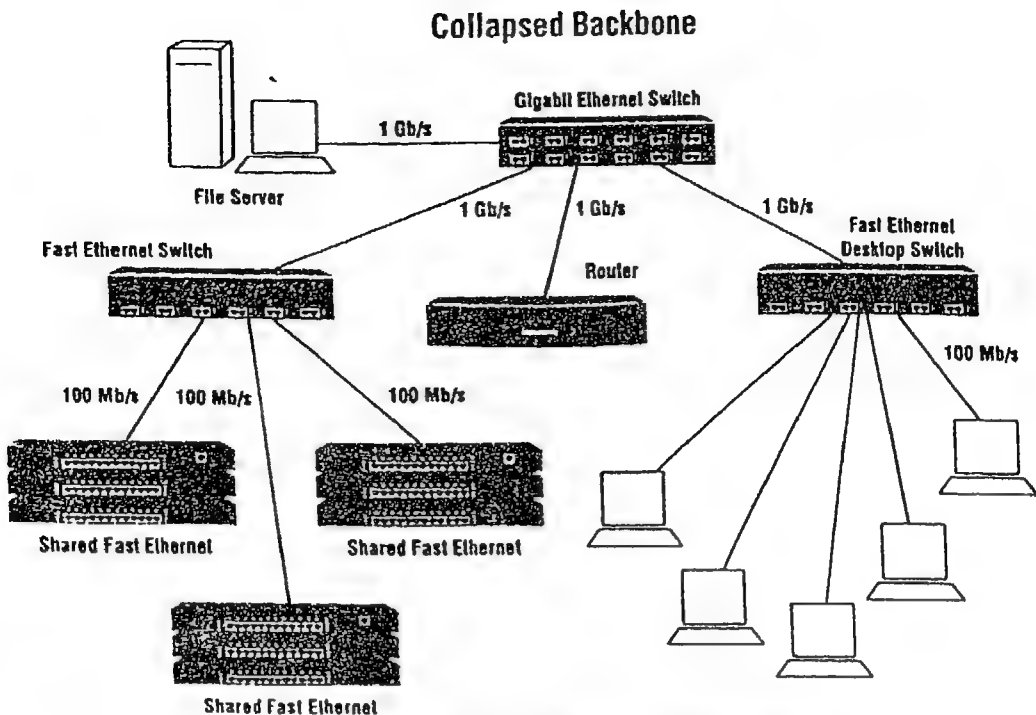 Collapsed Backbone
Gigabit Ethernet Switch
1 Gb/s
File Server
1 Gb/s
1 Gb/s
1 Gb/s
Fast Ethernet Switch
Router
Fast Ethernet
Desktop Switch
100 Mb/s
100 Mb/s
100 Mb/s
100 Mb/s
Shared Fast Ethernet
Shared Fast Ethernet
Shared Fast Ethernet